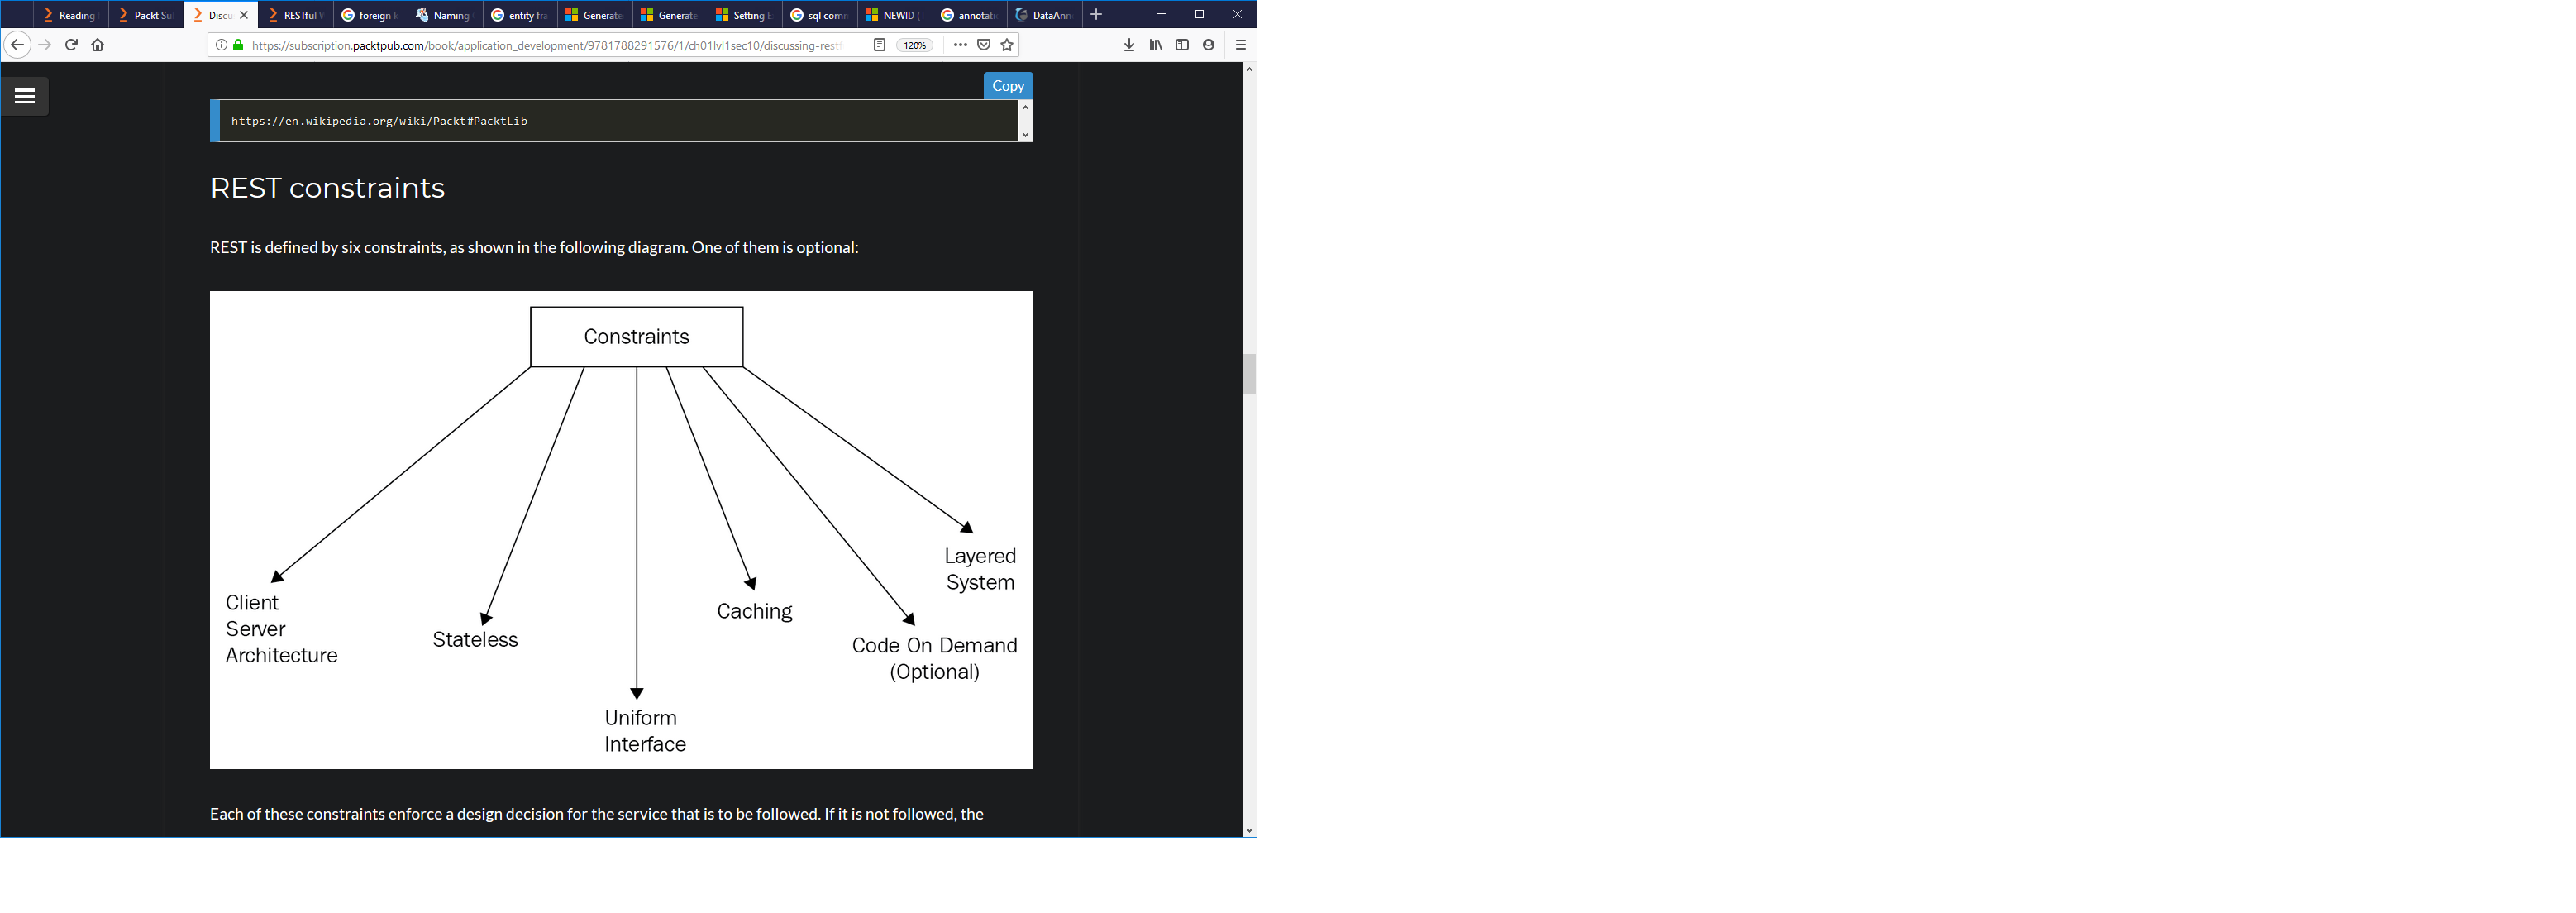 Reading
Packt Su
Discu
RESTful W
foreign k
Naming
entity fra
Generate
Generate
Setting E
sql comm
NEWID (
annotatio
DataAnn
https://subscription.packtpub.com/book/application_development/9781788291576/1/ch01lvl1sec10/discussing-restf
120%
Copy
https://en.wikipedia.org/wiki/Packt#PacktLib
REST constraints
REST is defined by six constraints, as shown in the following diagram. One of them is optional:
Constraints
Layered
System
Client
Server
Architecture
Stateless
Caching
Code On Demand
(Optional)
Uniform
Interface
Each of these constraints enforce a design decision for the service that is to be followed. If it is not followed, the